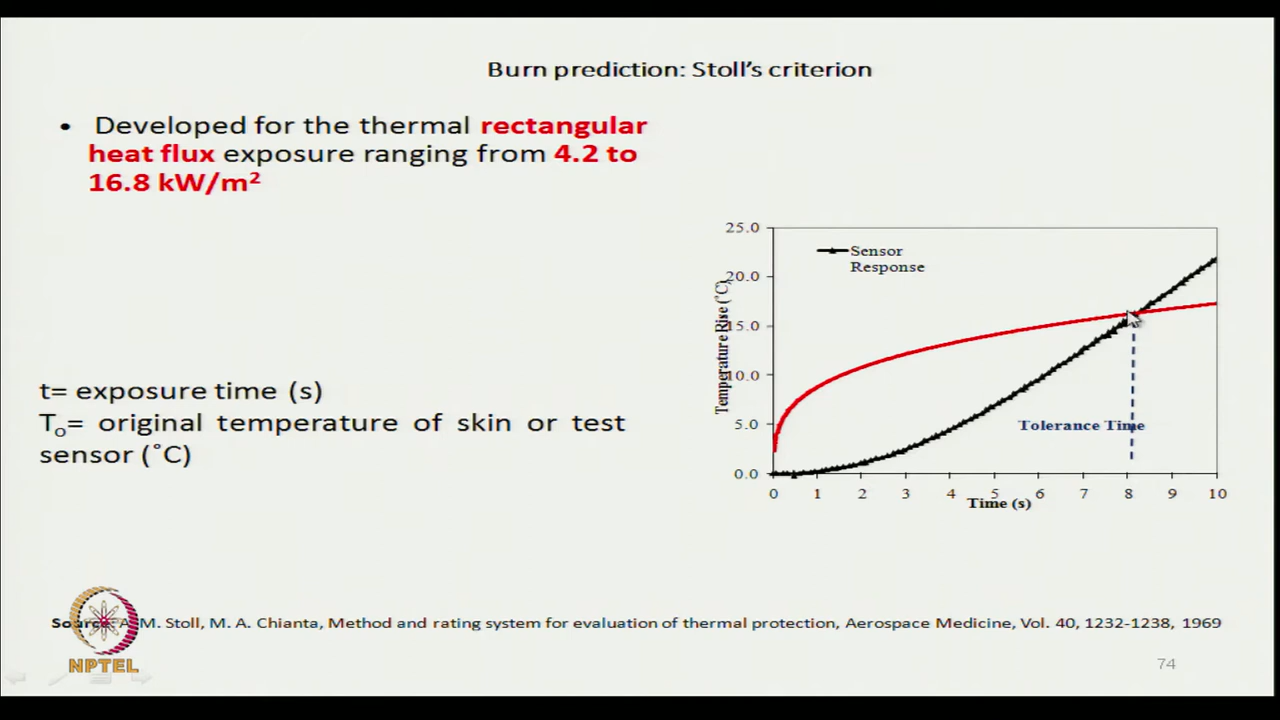 Burn prediction: Stoll's criterion
• Developed for the thermal rectangular
heat flux exposure ranging from 4.2 to
16.8 kW/m²
t= exposure time (s)
To= original temperature of skin or test
sensor (˚C)
25.0
20.0
15.0
10.0
5.0
0.0
Temperature Rise (˚C)
Sensor
Response
Tolerance Time
0 1 2 3 4 5 6 7 8 9 10
Time (s)
Source: A. M. Stoll, M. A. Chianta, Method and rating system for evaluation of thermal protection, Aerospace Medicine, Vol. 40, 1232-1238, 1969
NPTEL
74